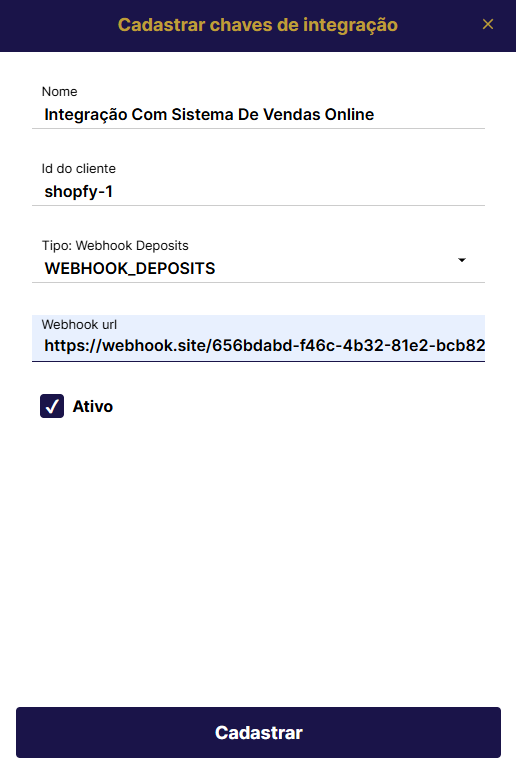 Cadastrar chaves de integração
Nome
Integração Com Sistema De Vendas Online
Id do cliente
shopfy-1
Tipo: Webhook Deposits
WEBHOOK_DEPOSITS
Webhook url
https://webhook.site/656bdabd-f46c-4b32-81e2-bcb82
Ativo
Cadastrar